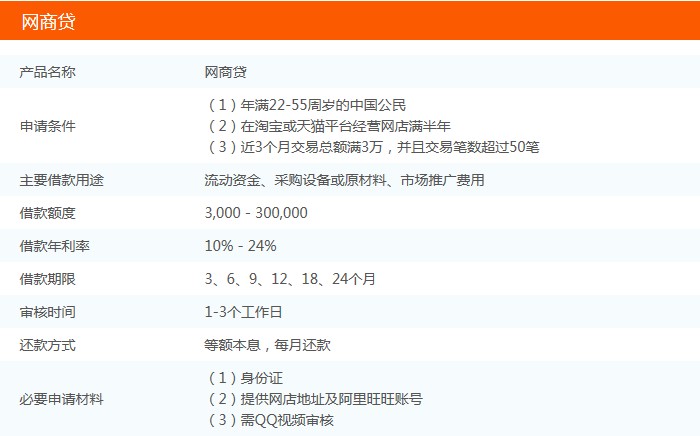 网商贷
产品名称 网商贷
申请条件
（1）年满22-55周岁的中国公民
（2）在淘宝或天猫平台经营网店满半年
（3）近3个月交易总额满3万，并且交易笔数超过50笔
主要借款用途 流动资金、采购设备或原材料、市场推广费用
借款额度 3,000 - 300,000
借款年利率 10% - 24%
借款期限 3、6、9、12、18、24个月
审核时间 1-3个工作日
还款方式 等额本息，每月还款
必要申请材料
（1）身份证
（2）提供网店地址及阿里旺旺账号
（3）需QQ视频审核